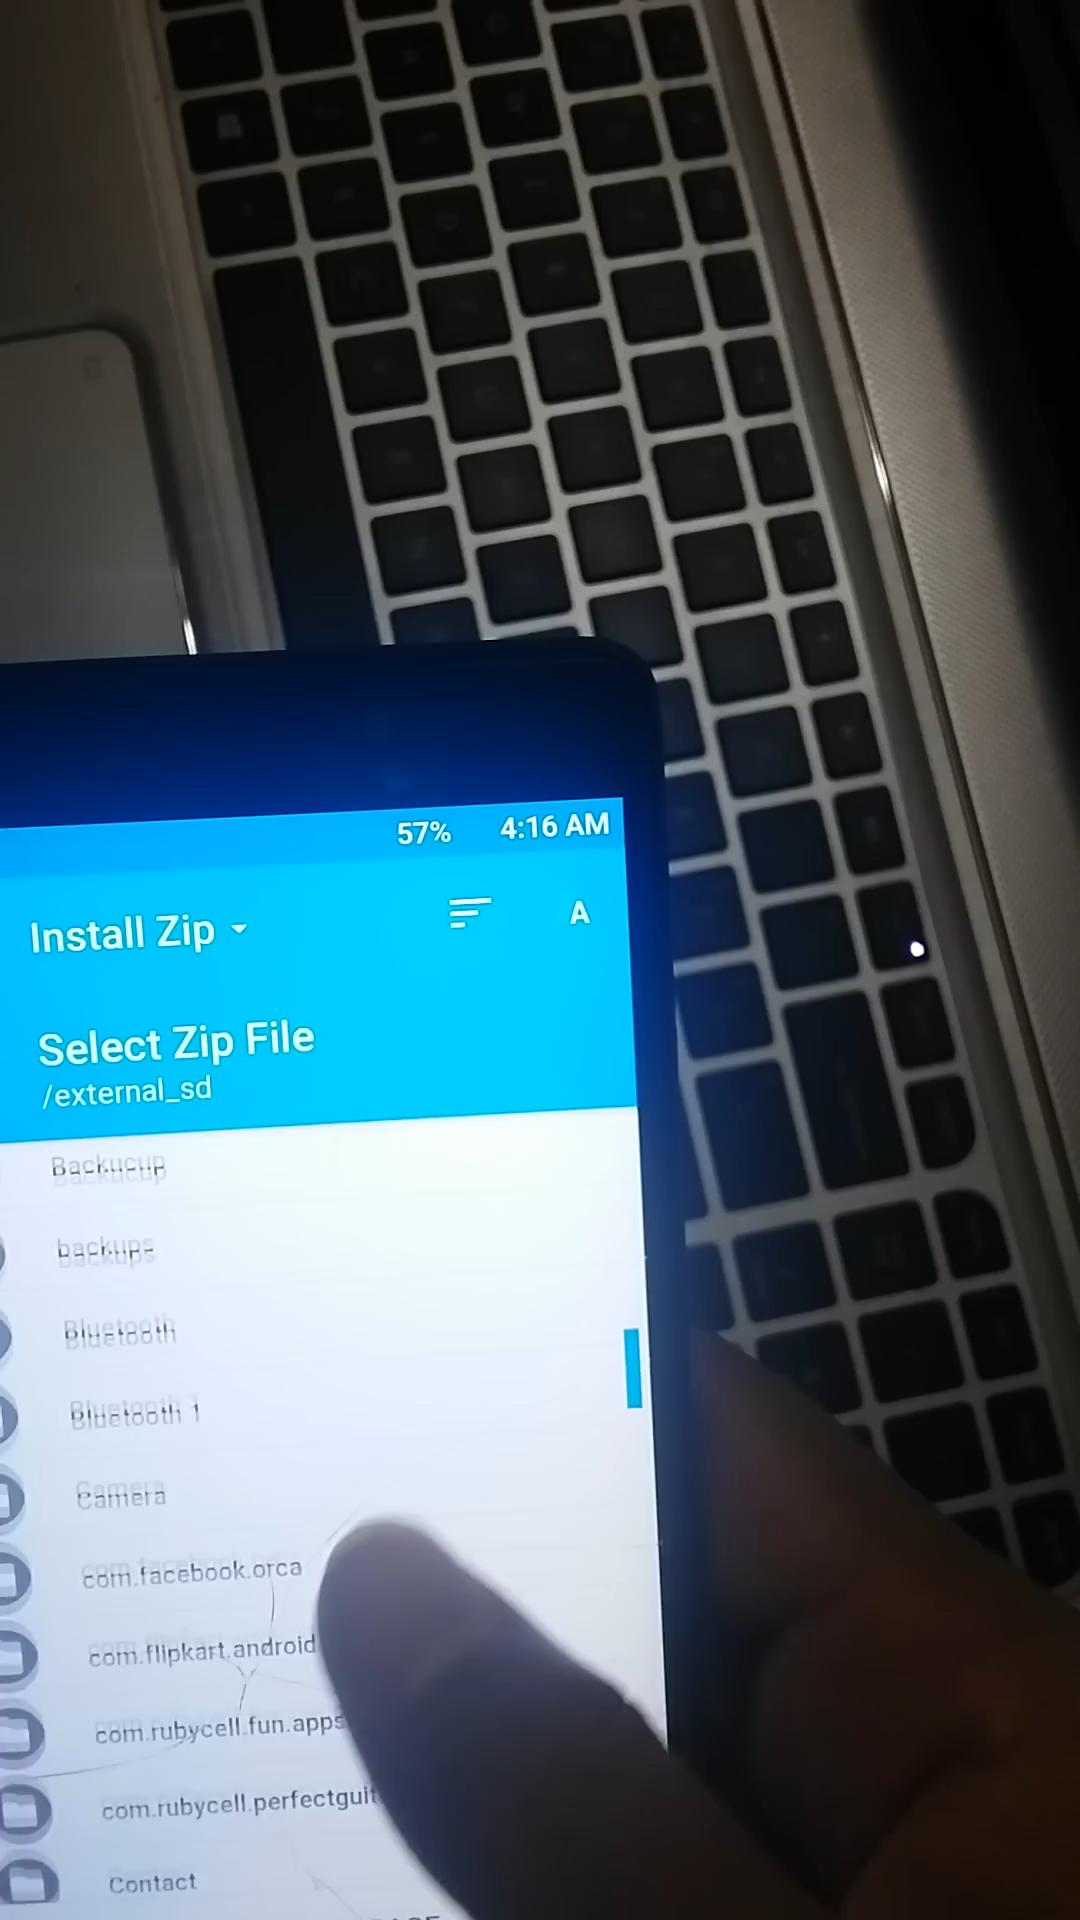 57% 4:16 AM
Install Zip A
Select Zip File
/external_sd
Backucup
backups
Bluetooth
Bluetooth 1
Camera
com.facebook.orca
com.flipkart.android
com.rubycell.fun.apps
com.rubycell.perfectguit
Contact